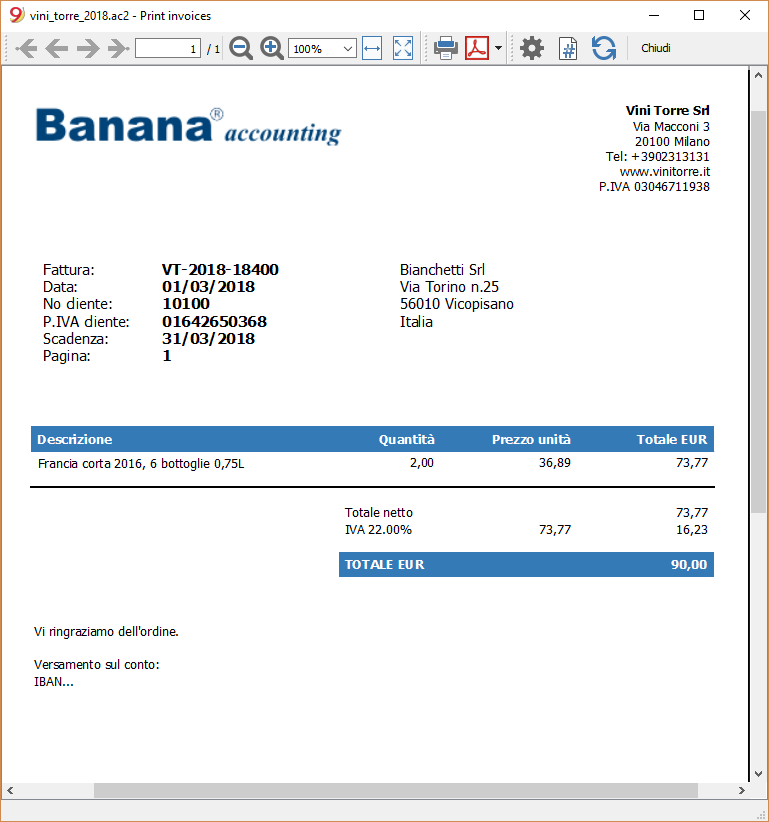 vini_torre_2018.ac2 - Print invoices
1 / 1 100% Chiudi
Banana® accounting
Vini Torre Srl
Via Macconi 3
20100 Milano
Tel: +3902313131
www.vinitorre.it
P.IVA 03046711938
Fattura: VT-2018-18400
Data: 01/03/2018
No cliente: 10100
P.IVA cliente: 01642650368
Scadenza: 31/03/2018
Pagina: 1
Bianchetti Srl
Via Torino n.25
56010 Vicopisano
Italia
Descrizione Quantità Prezzo unità Totale EUR
Francia corta 2016, 6 bottoglie 0,75L 2,00 36,89 73,77
Totale netto 73,77
IVA 22.00% 73,77 16,23
TOTALE EUR 90,00
Vi ringraziamo dell'ordine.
Versamento sul conto:
IBAN...